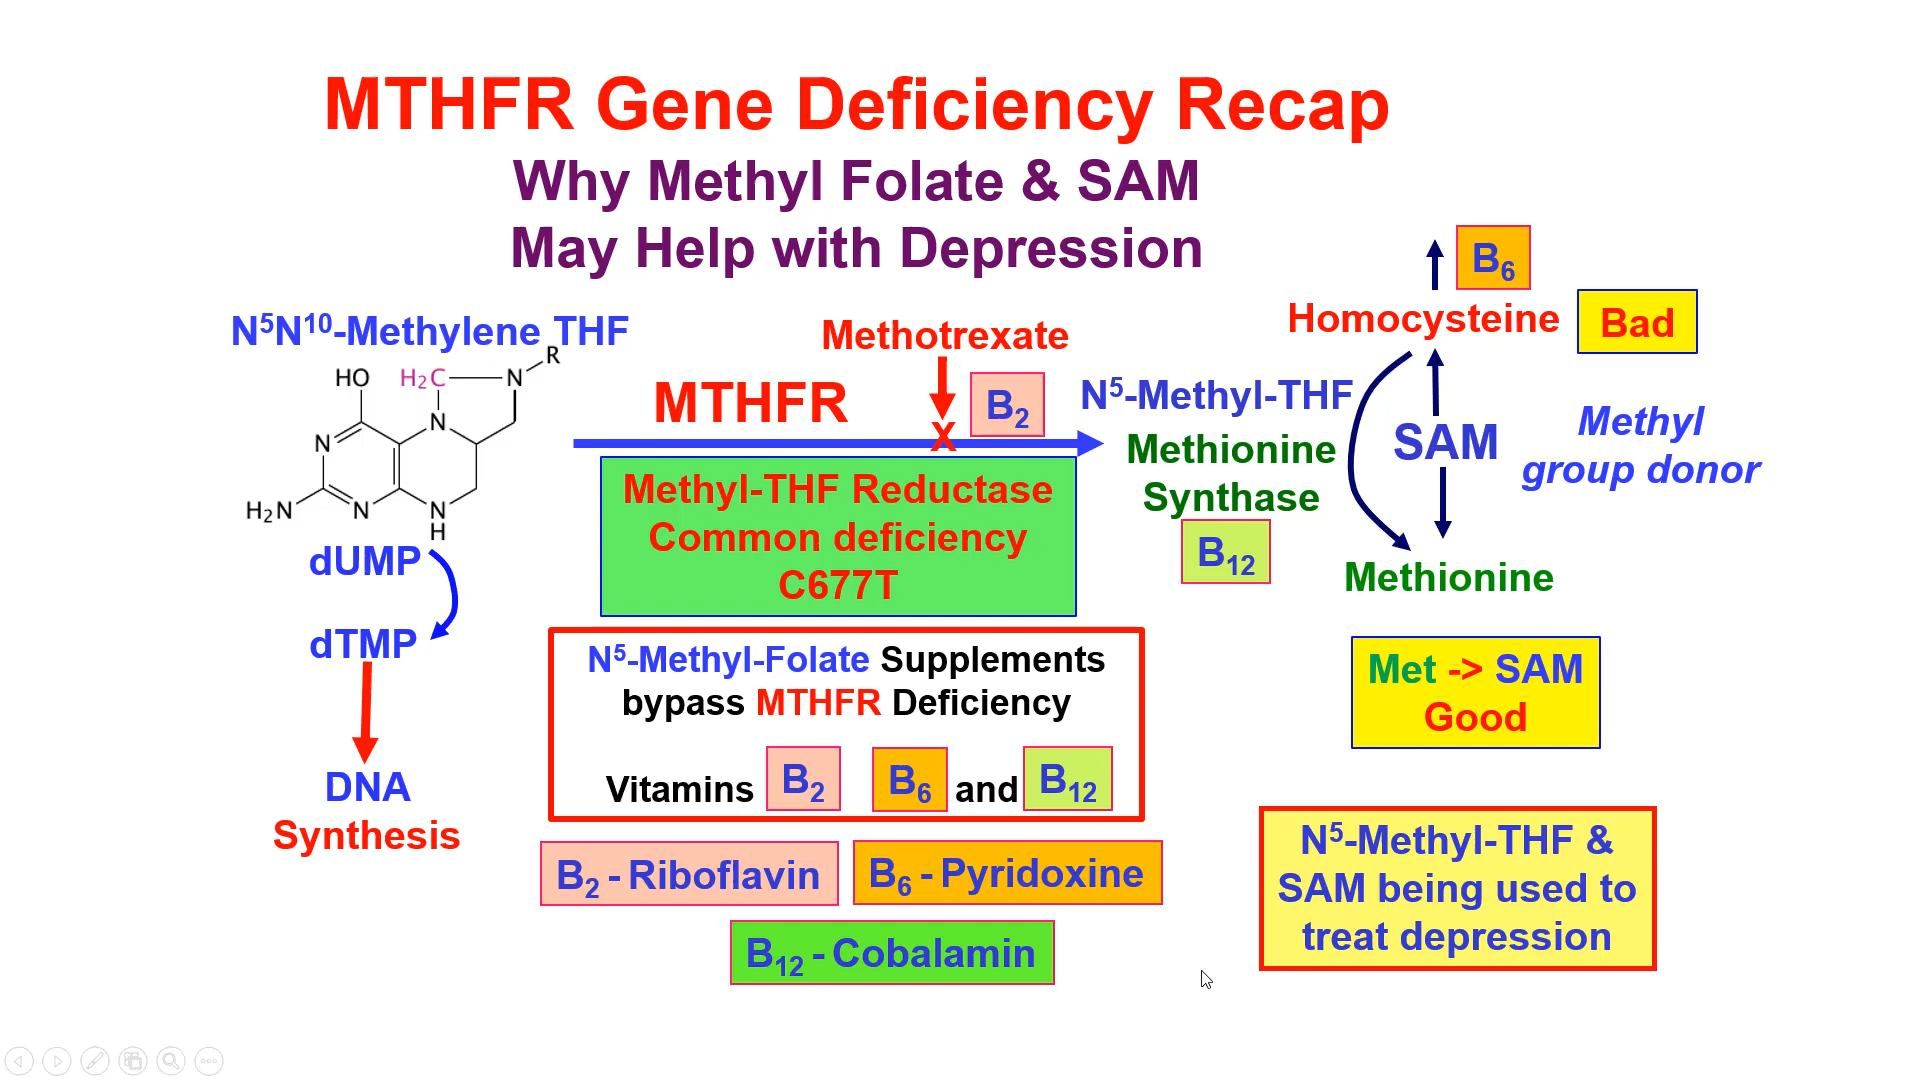 MTHFR Gene Deficiency Recap
Why Methyl Folate & SAM
May Help with Depression
N⁵N¹⁰-Methylene THF
R
HO
H₂C
N
N
N
H₂N
N
N
H
dUMP
dTMP
DNA
Synthesis
Methotrexate
MTHFR
B₂
X
Methyl-THF Reductase
Common deficiency
C677T
N⁵-Methyl-Folate Supplements
bypass MTHFR Deficiency
Vitamins B₂ B₆ and B₁₂
B₂ - Riboflavin
B₆ - Pyridoxine
B₁₂ - Cobalamin
N⁵-Methyl-THF
Methionine
Synthase
B₁₂
B₆
Homocysteine
Bad
SAM
Methyl
group donor
Methionine
Met -> SAM
Good
N⁵-Methyl-THF &
SAM being used to
treat depression